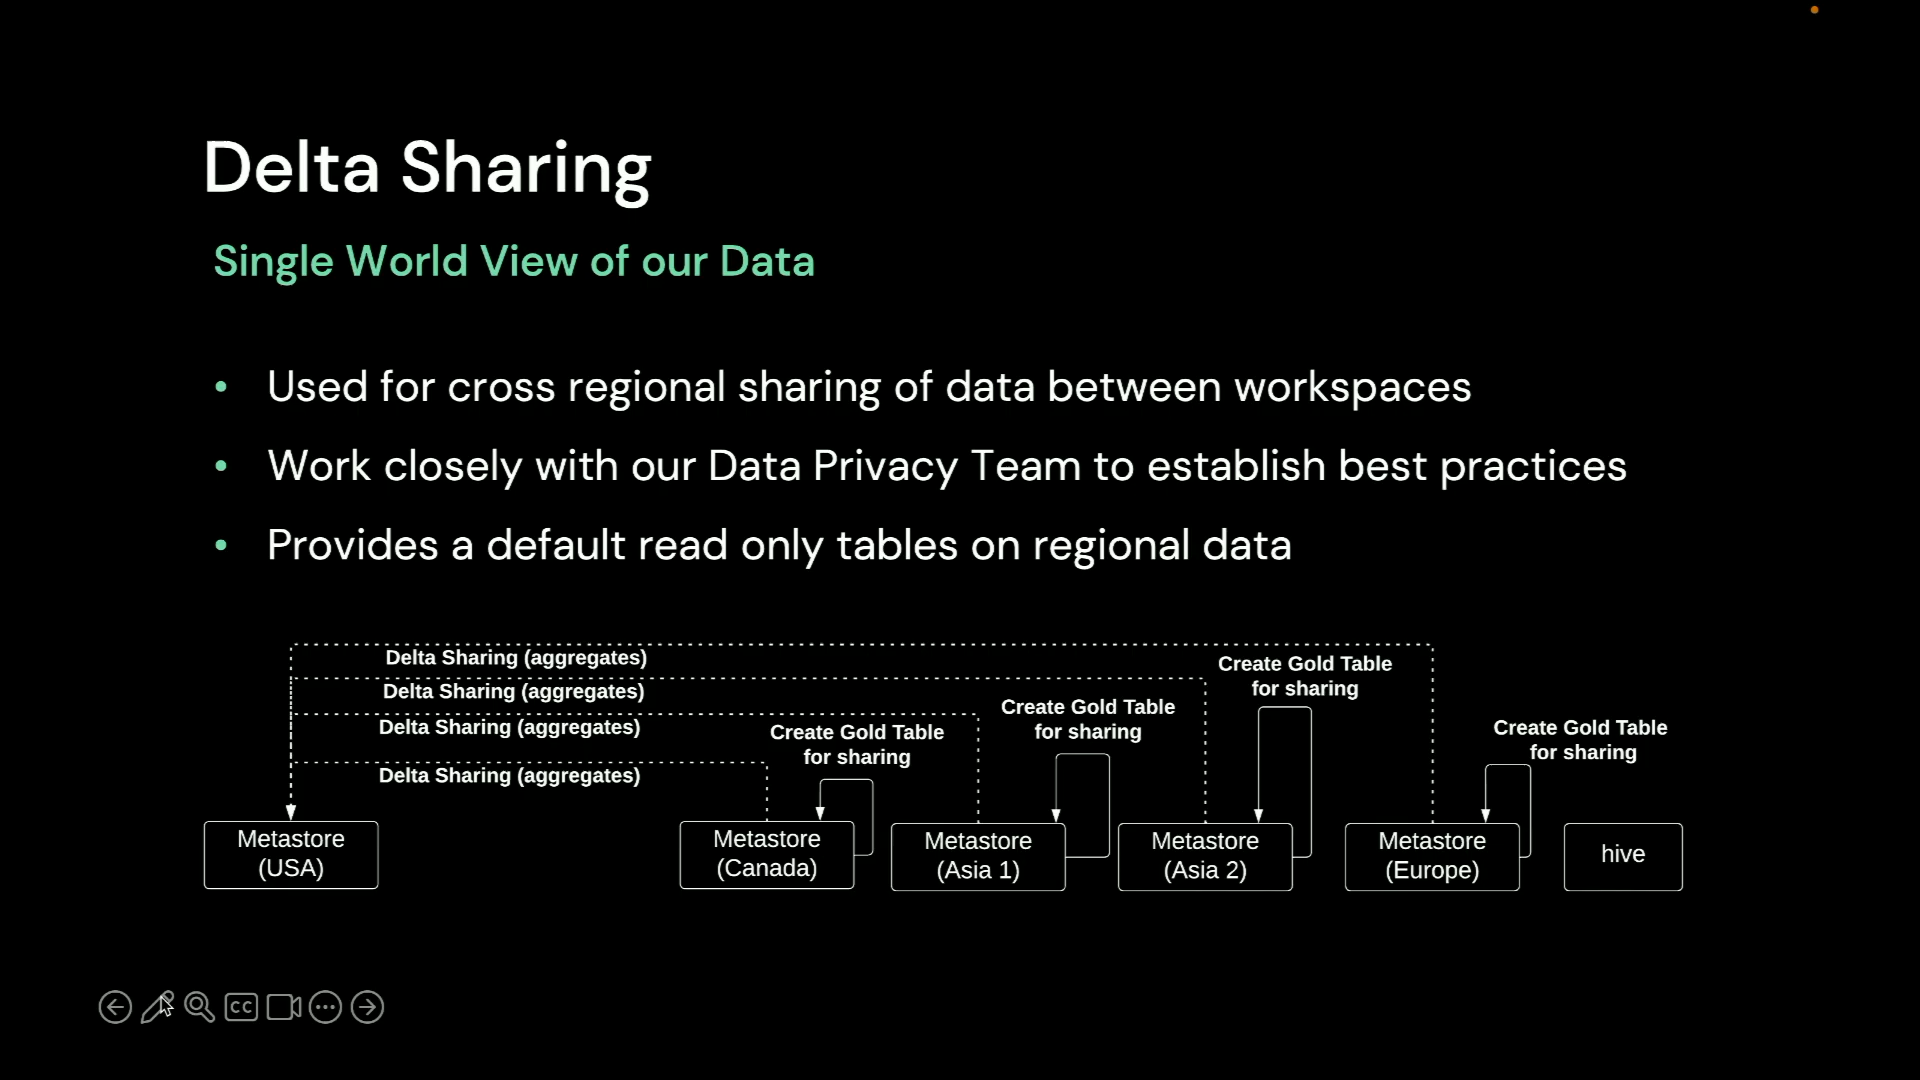 Delta Sharing
Single World View of our Data
• Used for cross regional sharing of data between workspaces
• Work closely with our Data Privacy Team to establish best practices
• Provides a default read only tables on regional data
Delta Sharing (aggregates)
Delta Sharing (aggregates)
Delta Sharing (aggregates)
Delta Sharing (aggregates)
Create Gold Table
for sharing
Create Gold Table
for sharing
Create Gold Table
for sharing
Create Gold Table
for sharing
Metastore
(USA)
Metastore
(Canada)
Metastore
(Asia 1)
Metastore
(Asia 2)
Metastore
(Europe)
hive
CC